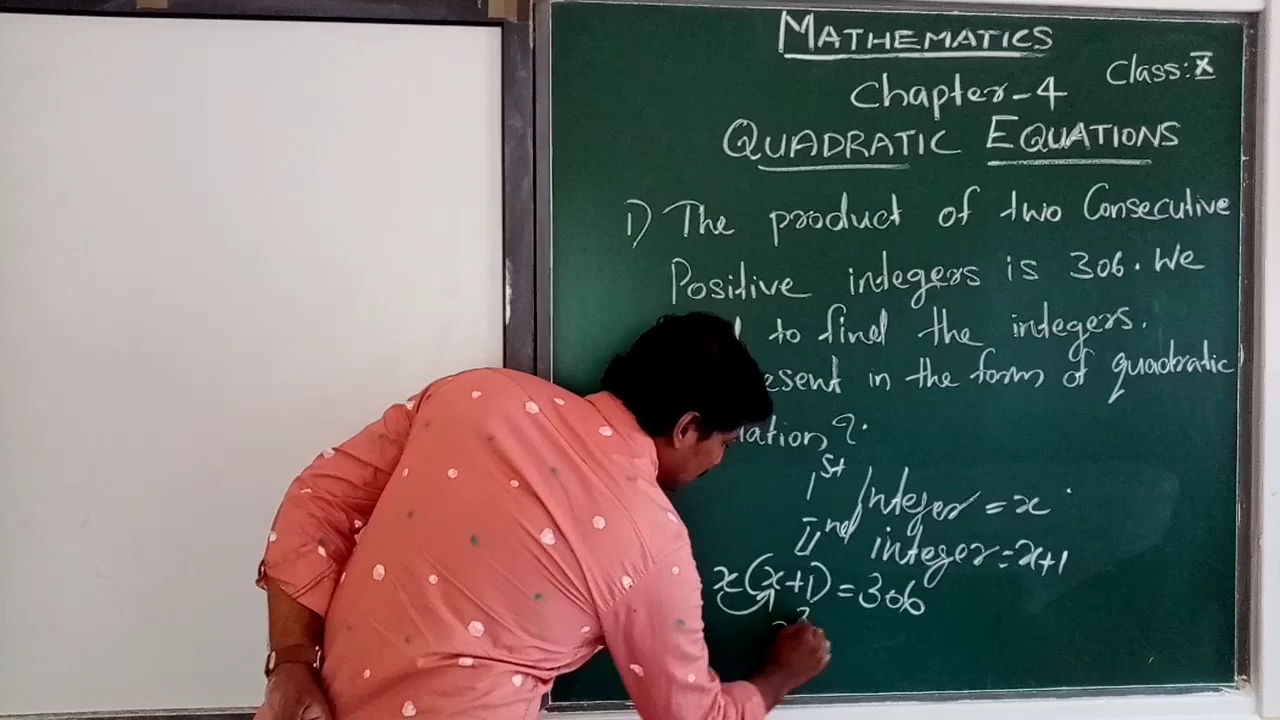 MATHEMATICS
Class: X
Chapter-4
QUADRATIC EQUATIONS
1) The product of two Consecutive
Positive integers is 306. We
to find the integers.
in the form of quadratic
?.
Ist Integer = x
IInd integer = x+1
x(x+1) = 306